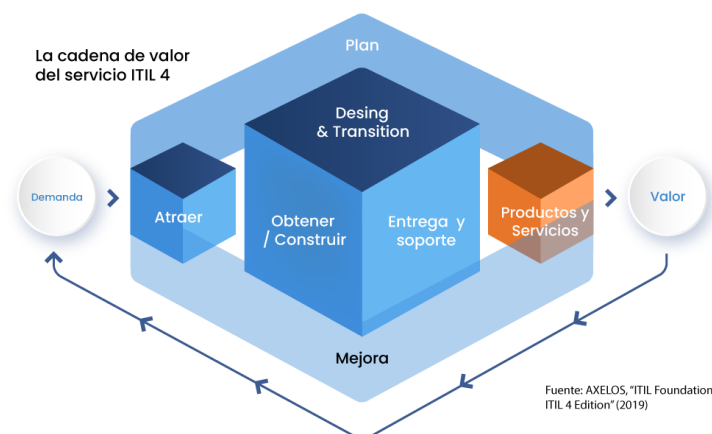 La cadena de valor
del servicio ITIL 4
Plan
Desing
& Transition
Demanda
Atraer
Obtener
/ Construir
Entrega y
soporte
Productos y
Servicios
Valor
Mejora
Fuente: AXELOS, "ITIL Foundation
ITIL 4 Edition" (2019)